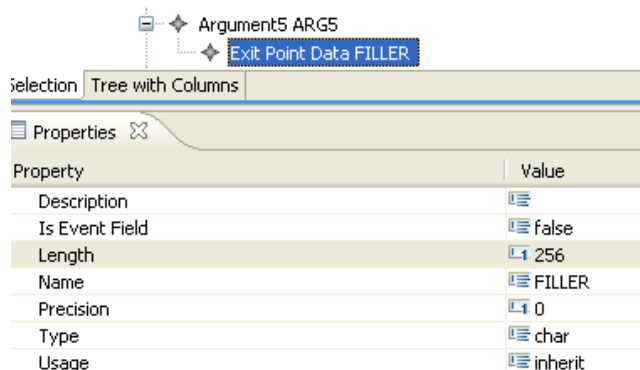 Argument5 ARG5
Exit Point Data FILLER
Selection Tree with Columns
Properties
Property Value
Description
Is Event Field false
Length 256
Name FILLER
Precision 0
Type char
Usage inherit